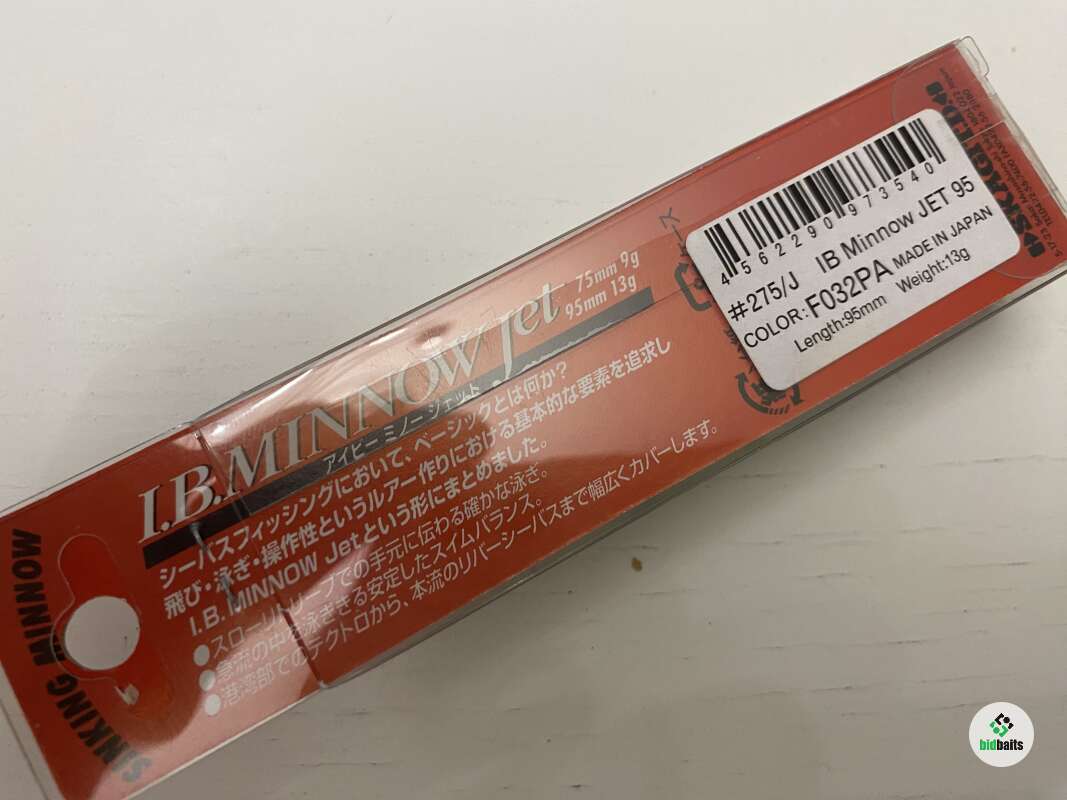 I.B.MINNOW Jet
75mm 9g
95mm 13g
アイビーミノージェット
シーバスフィッシングにおいて、ベーシックとは何か?
飛び・泳ぎ・操作性というルアー作りにおける基本的な要素を追求し
I.B. MINNOW Jetという形にまとめました。
●スローリトリーブでの手元に伝わる確かな泳ぎ。
●急流の中を泳ぎきる安定したスイムバランス。
●港湾部でのテクトロから、本流のリバーシーバスまで幅広くカバーします。
SINKING MINNOW
4562290973540
#275/J IB Minnow JET 95
COLOR:F032PA MADE IN JAPAN
Length:95mm Weight:13g
bidbaits